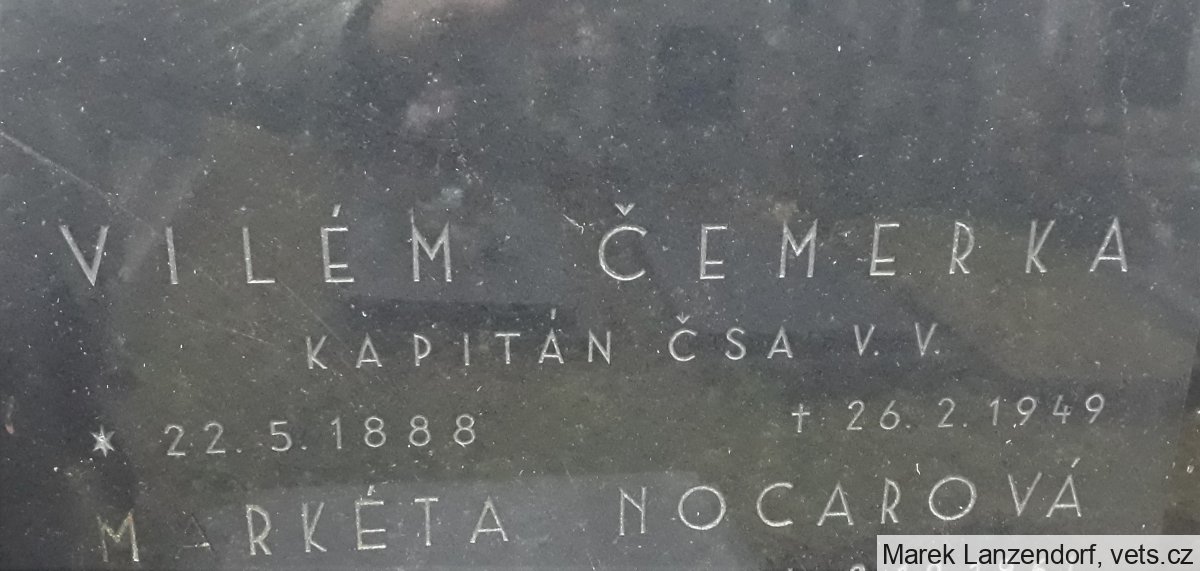 VILÉM ČEMERKA
KAPITÁN ČSA V. V.
* 22. 5. 1888 † 26. 2. 1949
MARKÉTA NOCAROVÁ
Marek Lanzendorf, vets.cz